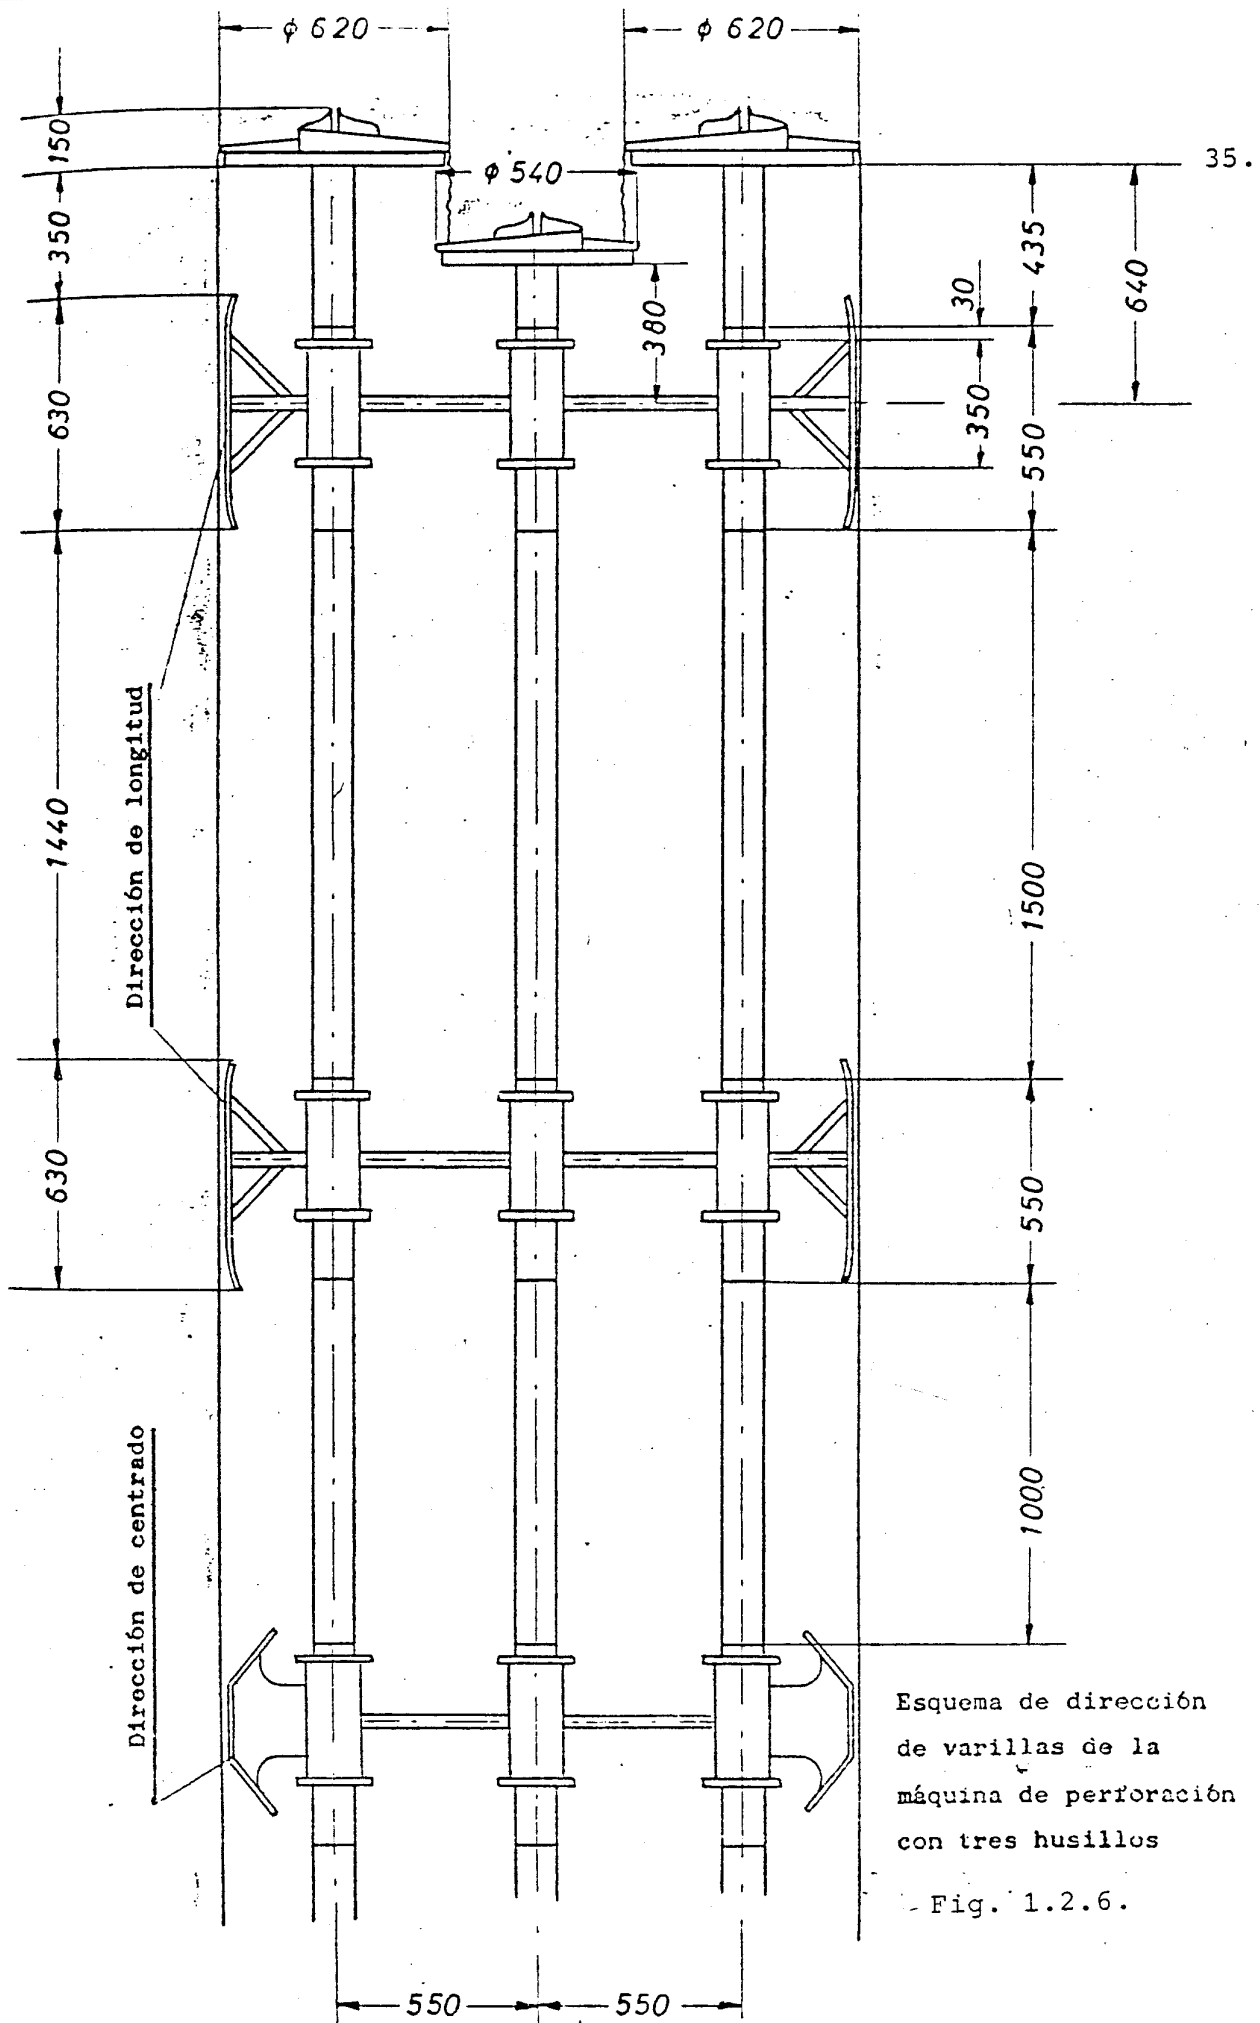 φ 620
φ 620
35.
150
φ 540
350
435
640
30
380
630
350
550
Dirección de longitud
1440
1500
630
550
Dirección de centrado
1000
Esquema de dirección
de varillas de la
máquina de perforación
con tres husillos
Fig. 1.2.6.
550
550